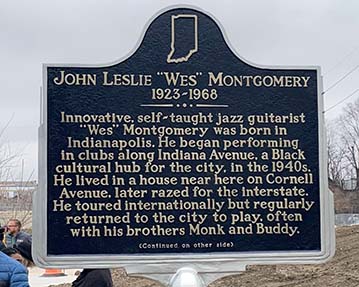 JOHN LESLIE "WES" MONTGOMERY
1923-1968
Innovative, self-taught jazz guitarist
"Wes" Montgomery was born in
Indianapolis. He began performing
in clubs along Indiana Avenue, a Black
cultural hub for the city, in the 1940s.
He lived in a house near here on Cornell
Avenue, later razed for the interstate.
He toured internationally but regularly
returned to the city to play, often
with his brothers Monk and Buddy.
(Continued on other side)